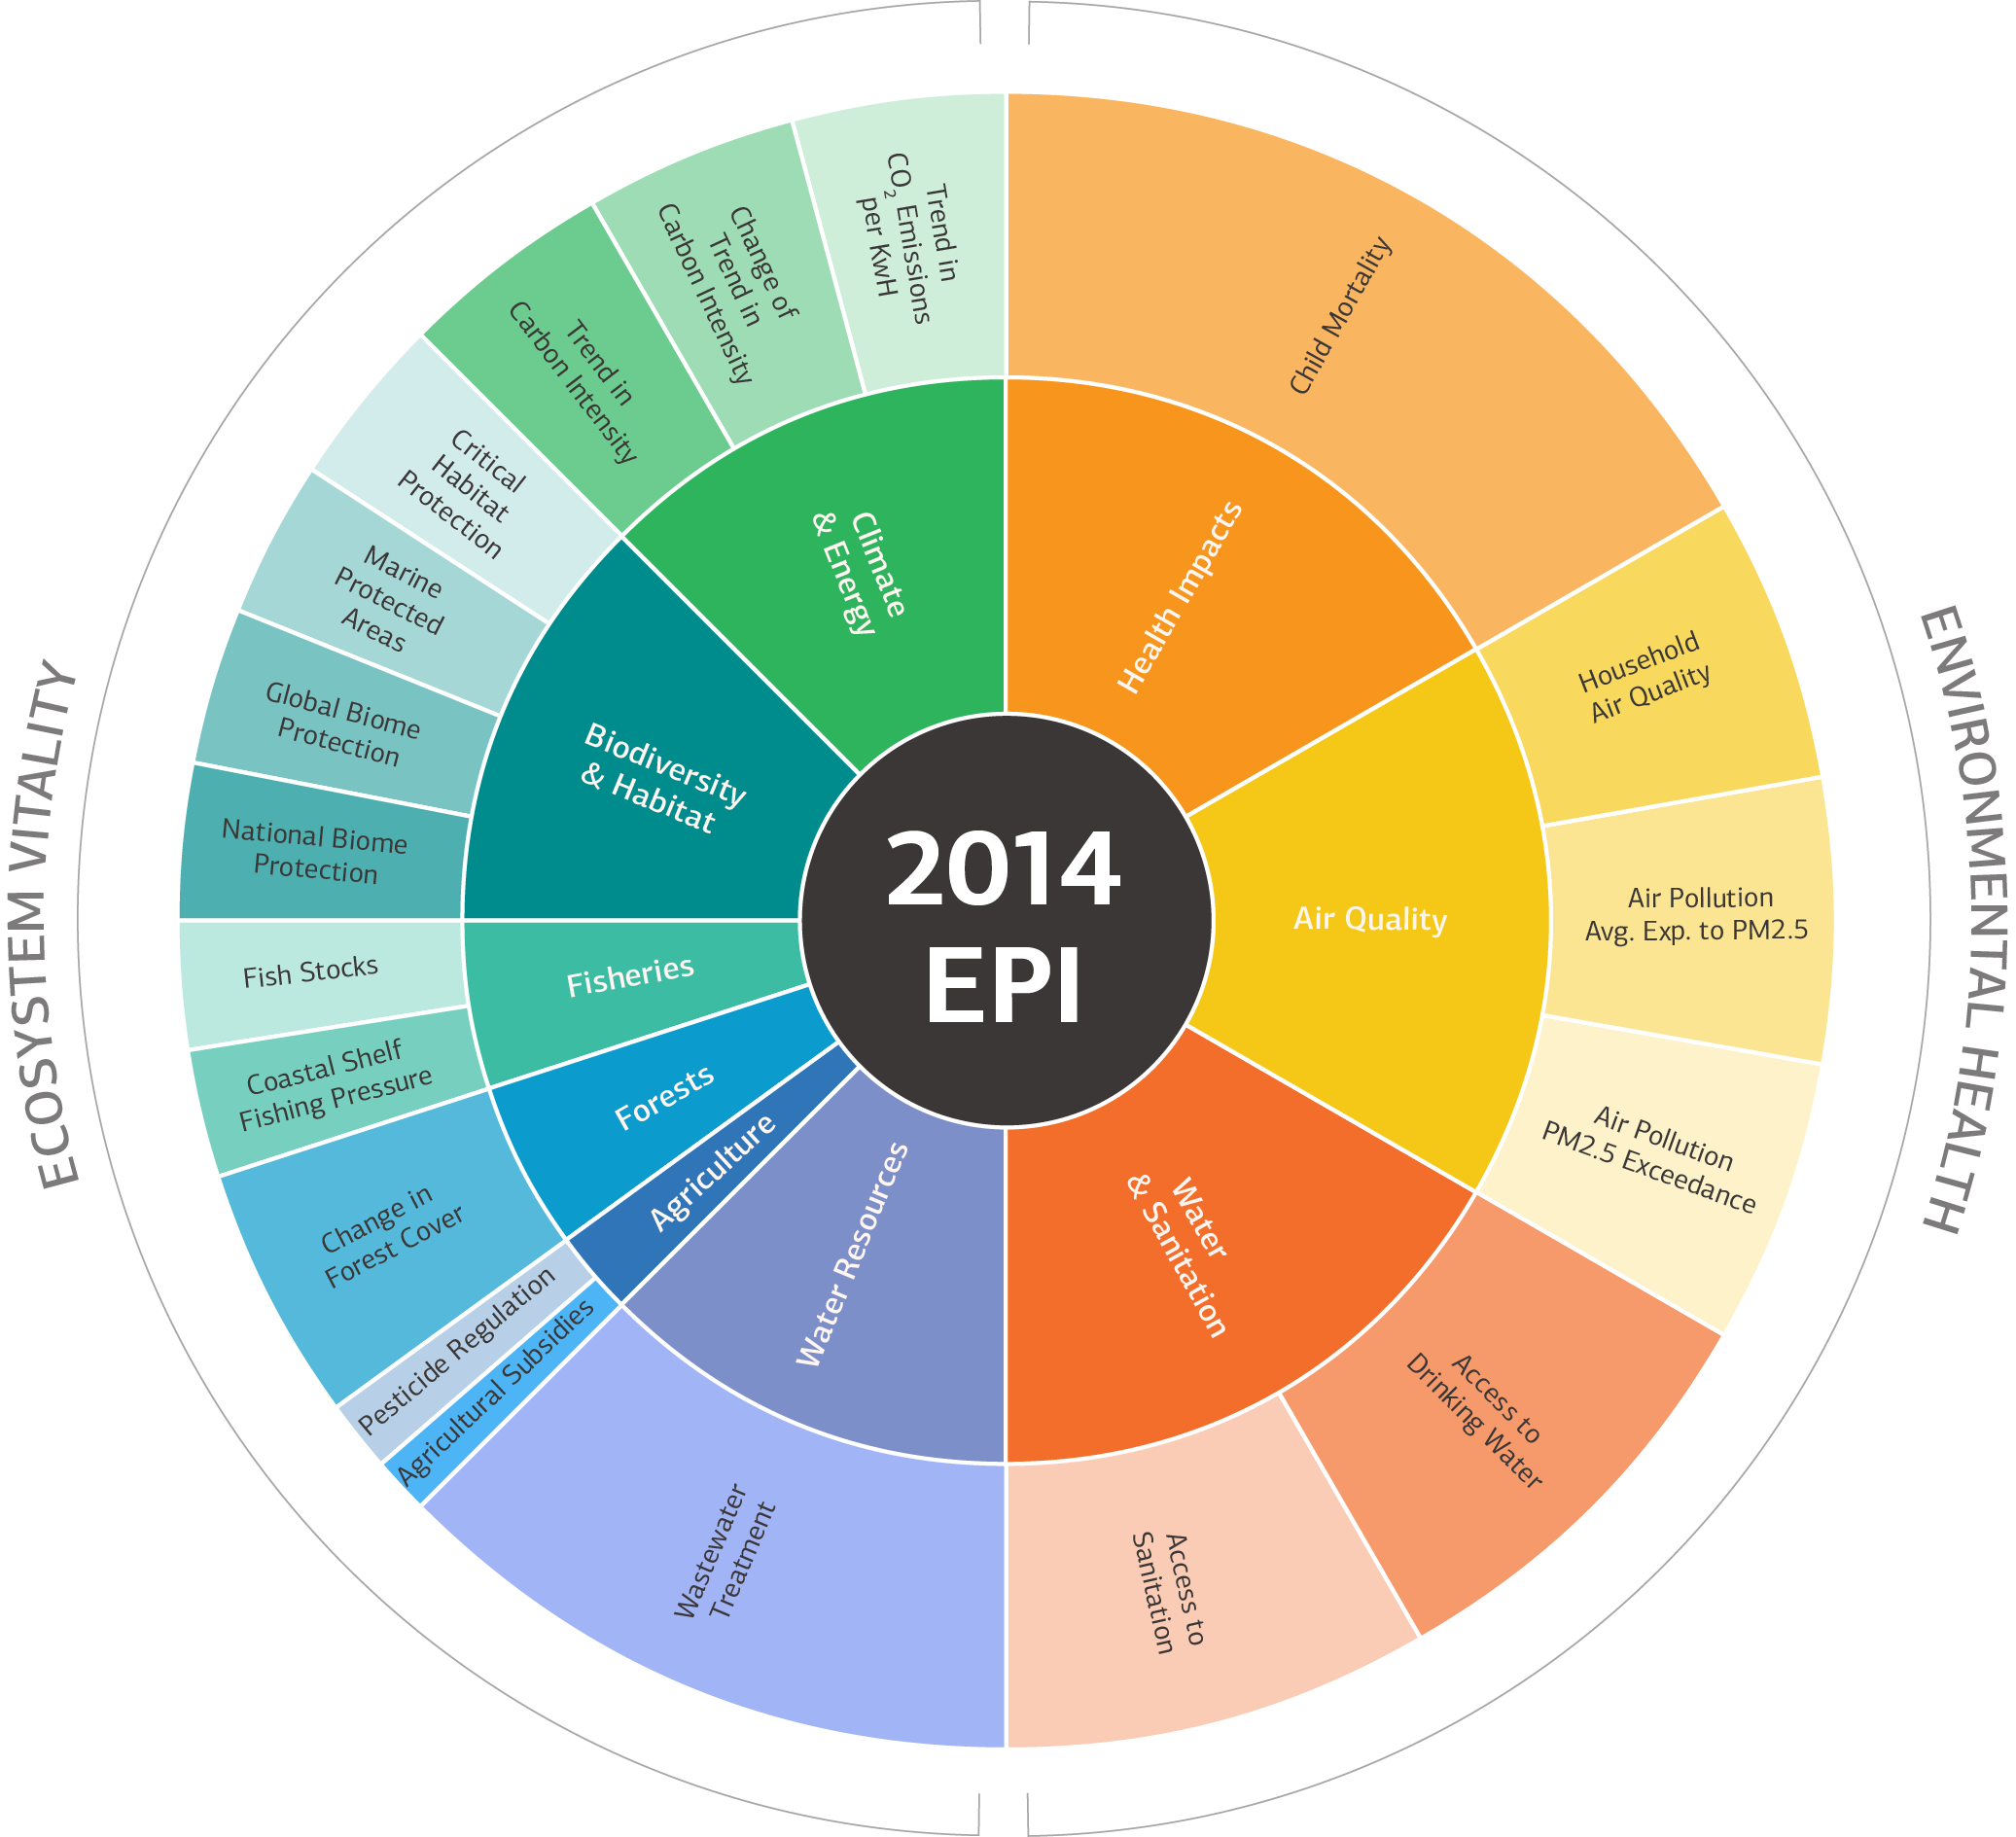 2014
EPI
ENVIRONMENTAL HEALTH
Health Impacts
Child Mortality
Air Quality
Household
Air Quality
Air Pollution
Avg. Exp. to PM2.5
Air Pollution
PM2.5 Exceedance
Water
& Sanitation
Access to
Drinking Water
Access to
Sanitation
ECOSYSTEM VITALITY
Water Resources
Wastewater
Treatment
Agriculture
Agricultural Subsidies
Pesticide Regulation
Forests
Change in
Forest Cover
Fisheries
Coastal Shelf
Fishing Pressure
Fish Stocks
Biodiversity
& Habitat
National Biome
Protection
Global Biome
Protection
Marine
Protected
Areas
Critical
Habitat
Protection
Climate
& Energy
Trend in
Carbon Intensity
Change of
Trend in
Carbon Intensity
Trend in
CO₂ Emissions
per KwH